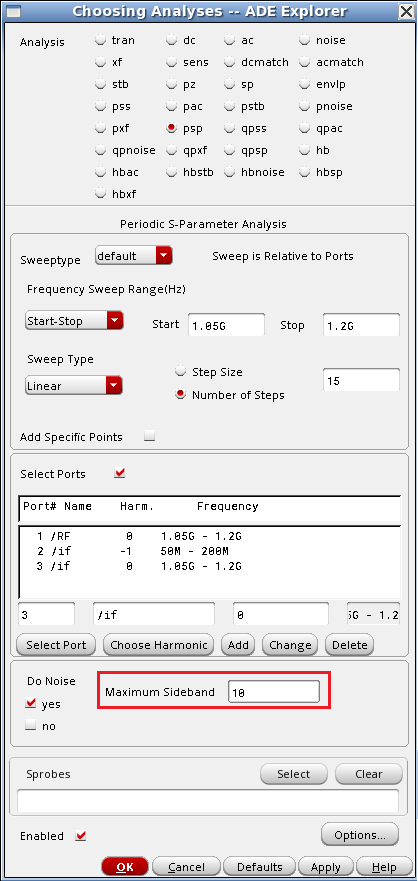 Choosing Analyses -- ADE Explorer
Analysis tran dc ac noise
xf sens dcmatch acmatch
stb pz sp envlp
pss pac pstb pnoise
pxf psp qpss qpac
qpnoise qpxf qpsp hb
hbac hbstb hbnoise hbsp
hbxf
Periodic S-Parameter Analysis
Sweeptype default Sweep is Relative to Ports
Frequency Sweep Range(Hz)
Start-Stop Start 1.05G Stop 1.2G
Sweep Type Step Size
Linear Number of Steps 15
Add Specific Points
Select Ports
Port# Name Harm. Frequency
1 /RF 0 1.05G - 1.2G
2 /if -1 50M - 200M
3 /if 0 1.05G - 1.2G
3 /if 0 5G - 1.2
Select Port Choose Harmonic Add Change Delete
Do Noise
yes Maximum Sideband 10
no
Sprobes Select Clear
Enabled Options...
OK Cancel Defaults Apply Help